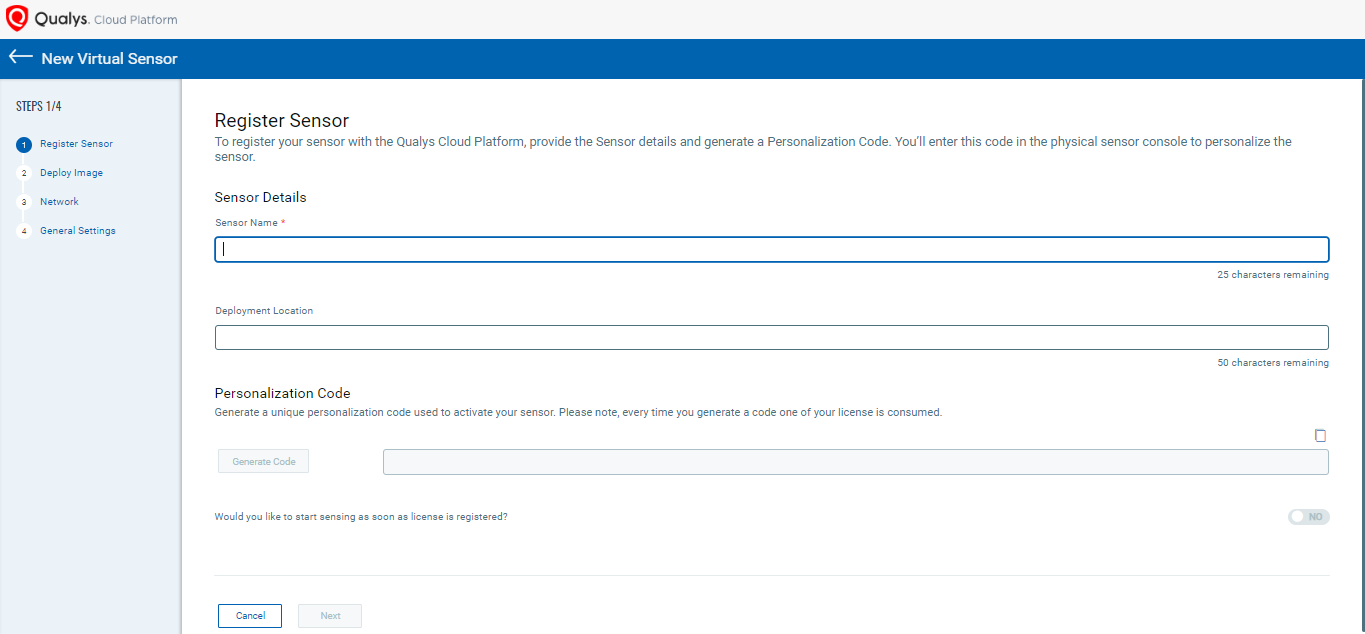 Qualys. Cloud Platform
New Virtual Sensor
STEPS 1/4
1 Register Sensor
2 Deploy Image
3 Network
4 General Settings
Register Sensor
To register your sensor with the Qualys Cloud Platform, provide the Sensor details and generate a Personalization Code. You'll enter this code in the physical sensor console to personalize the
sensor.
Sensor Details
Sensor Name *
25 characters remaining
Deployment Location
50 characters remaining
Personalization Code
Generate a unique personalization code used to activate your sensor. Please note, every time you generate a code one of your license is consumed.
Generate Code
Would you like to start sensing as soon as license is registered?
NO
Cancel
Next